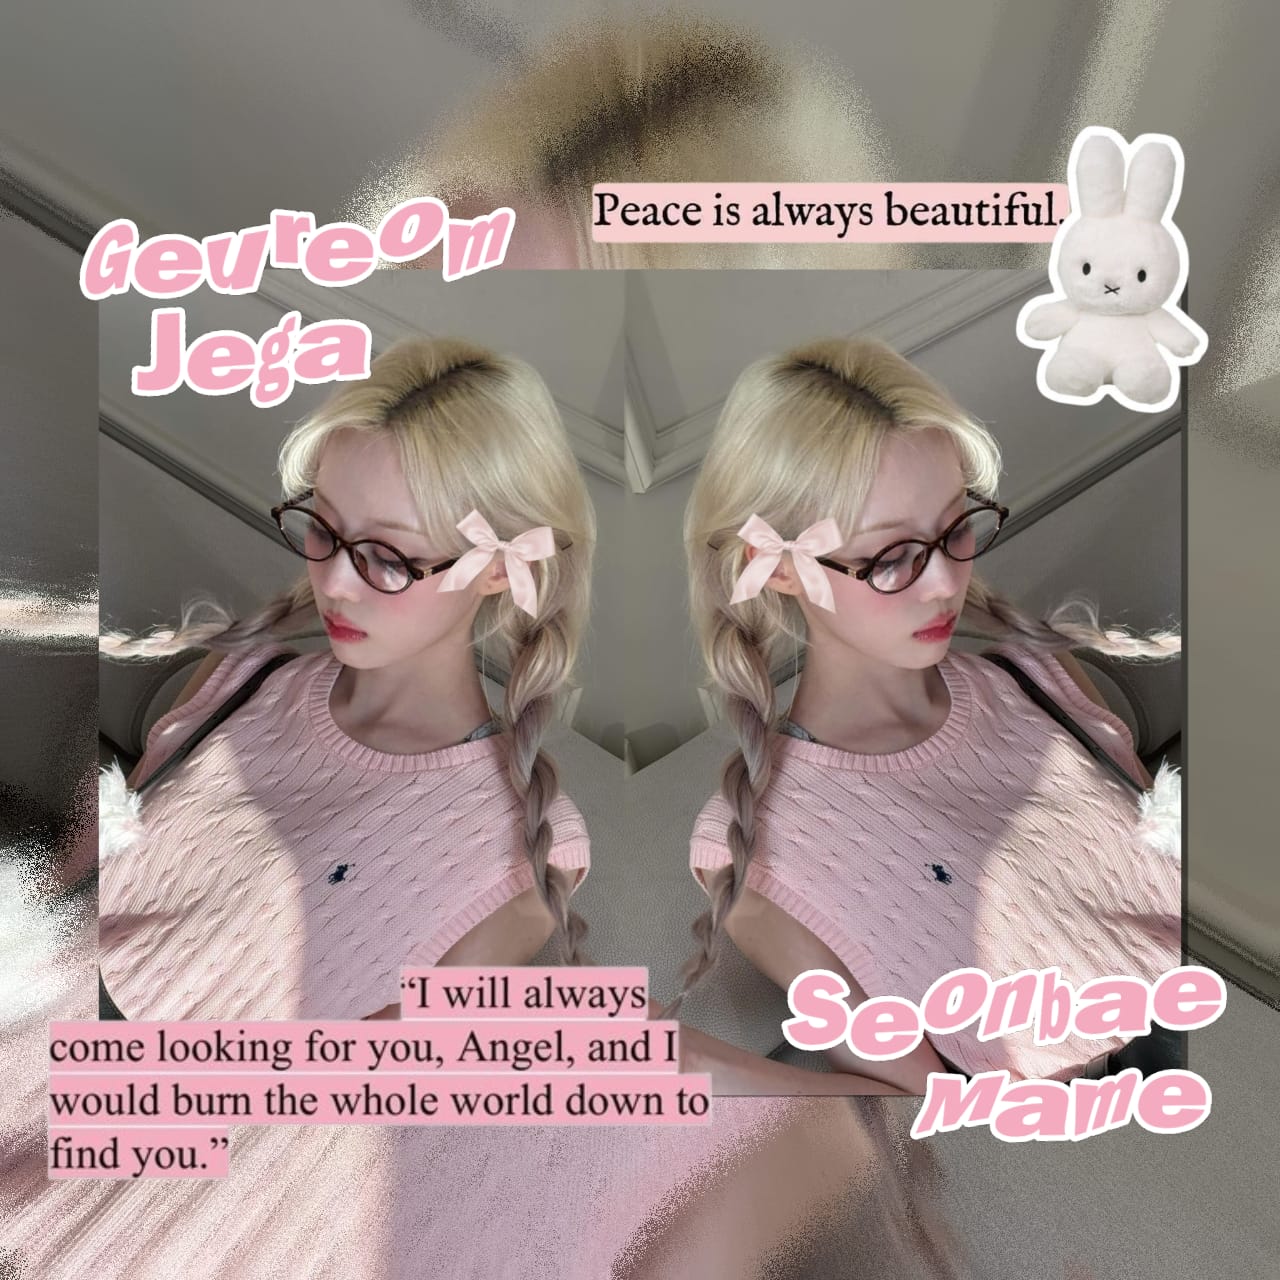 Peace is always beautiful.
Geureom
Jega
“I will always
come looking for you, Angel, and I
would burn the whole world down to
find you.”
Seonbae
Mame